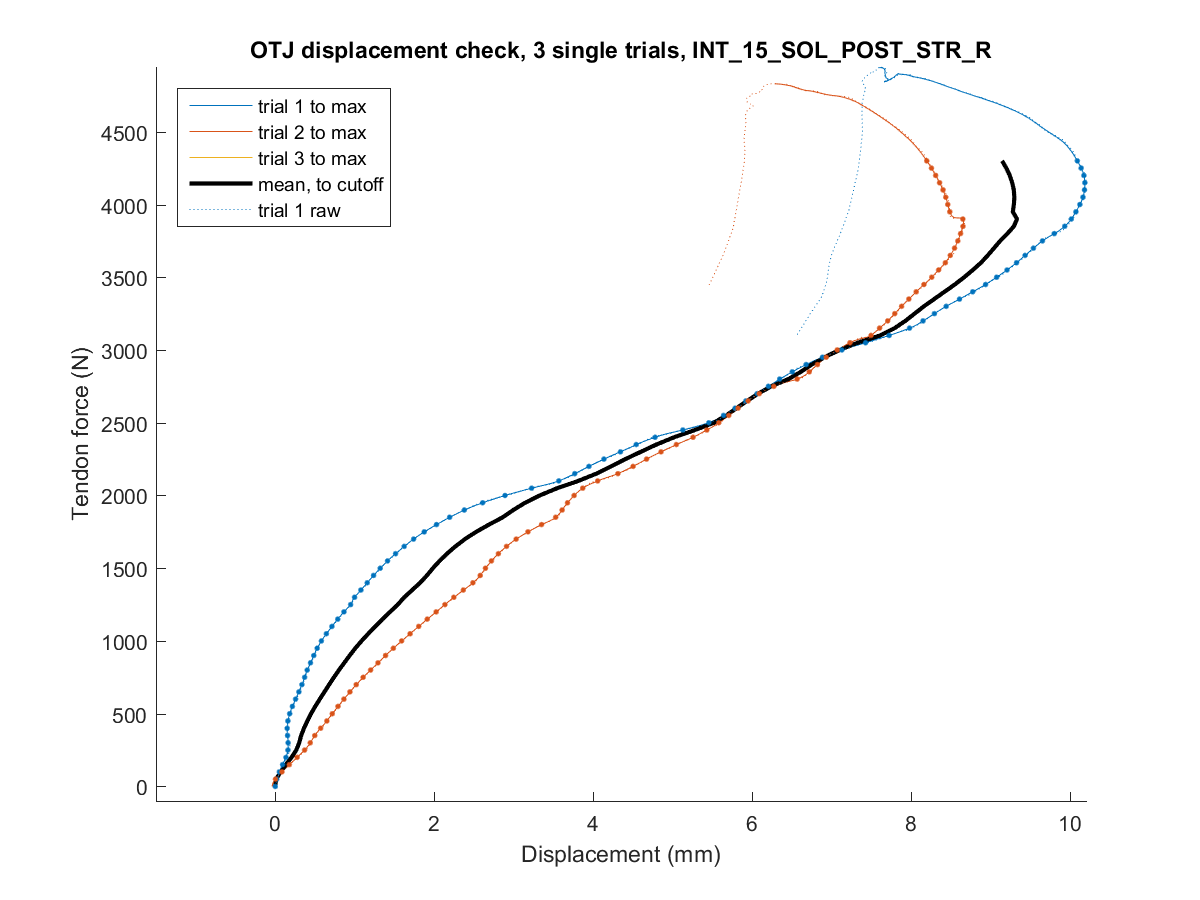 OTJ displacement check, 3 single trials, INT_15_SOL_POST_STR_R
trial 1 to max
trial 2 to max
trial 3 to max
mean, to cutoff
trial 1 raw
4500
4000
3500
3000
2500
2000
1500
1000
500
0
Tendon force (N)
0 2 4 6 8 10
Displacement (mm)